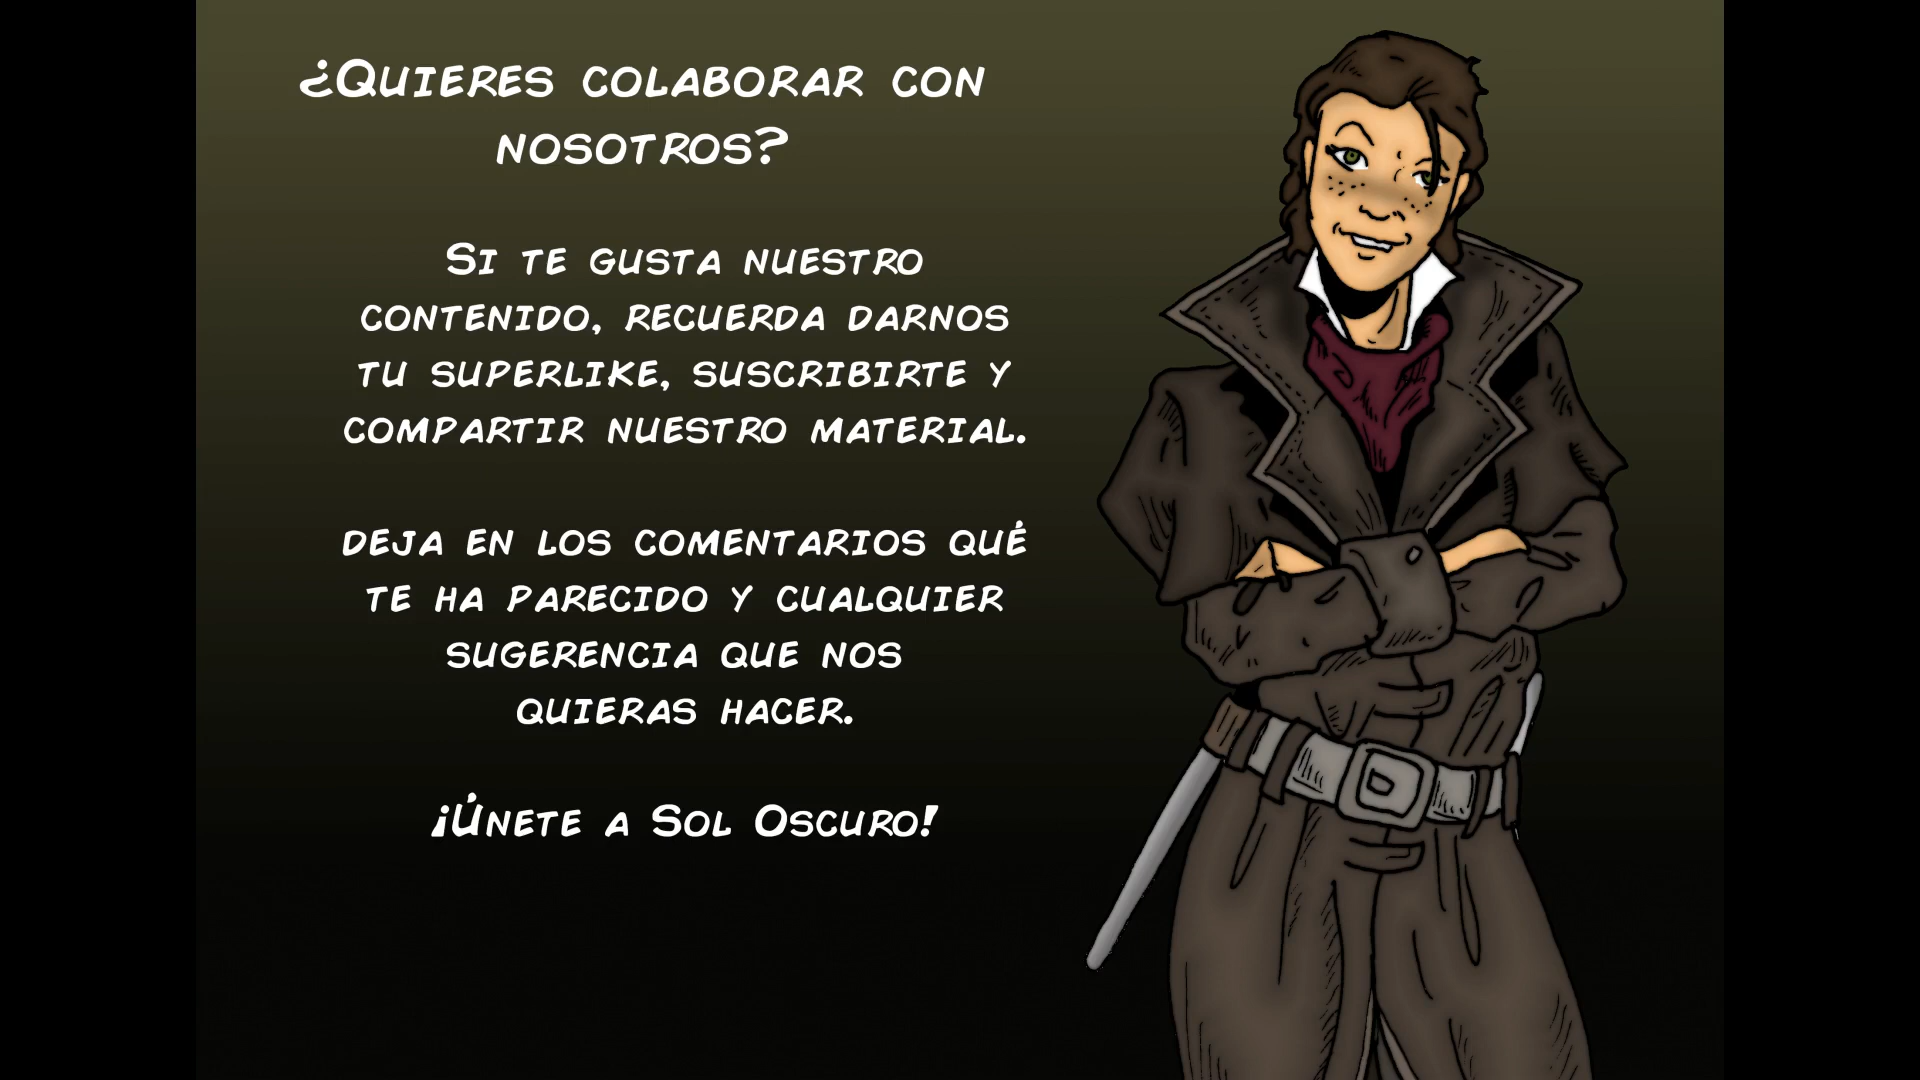 ¿Quieres colaborar con
nosotros?
Si te gusta nuestro
contenido, recuerda darnos
tu superlike, suscribirte y
compartir nuestro material.
deja en los comentarios qué
te ha parecido y cualquier
sugerencia que nos
quieras hacer.
¡Únete a Sol Oscuro!